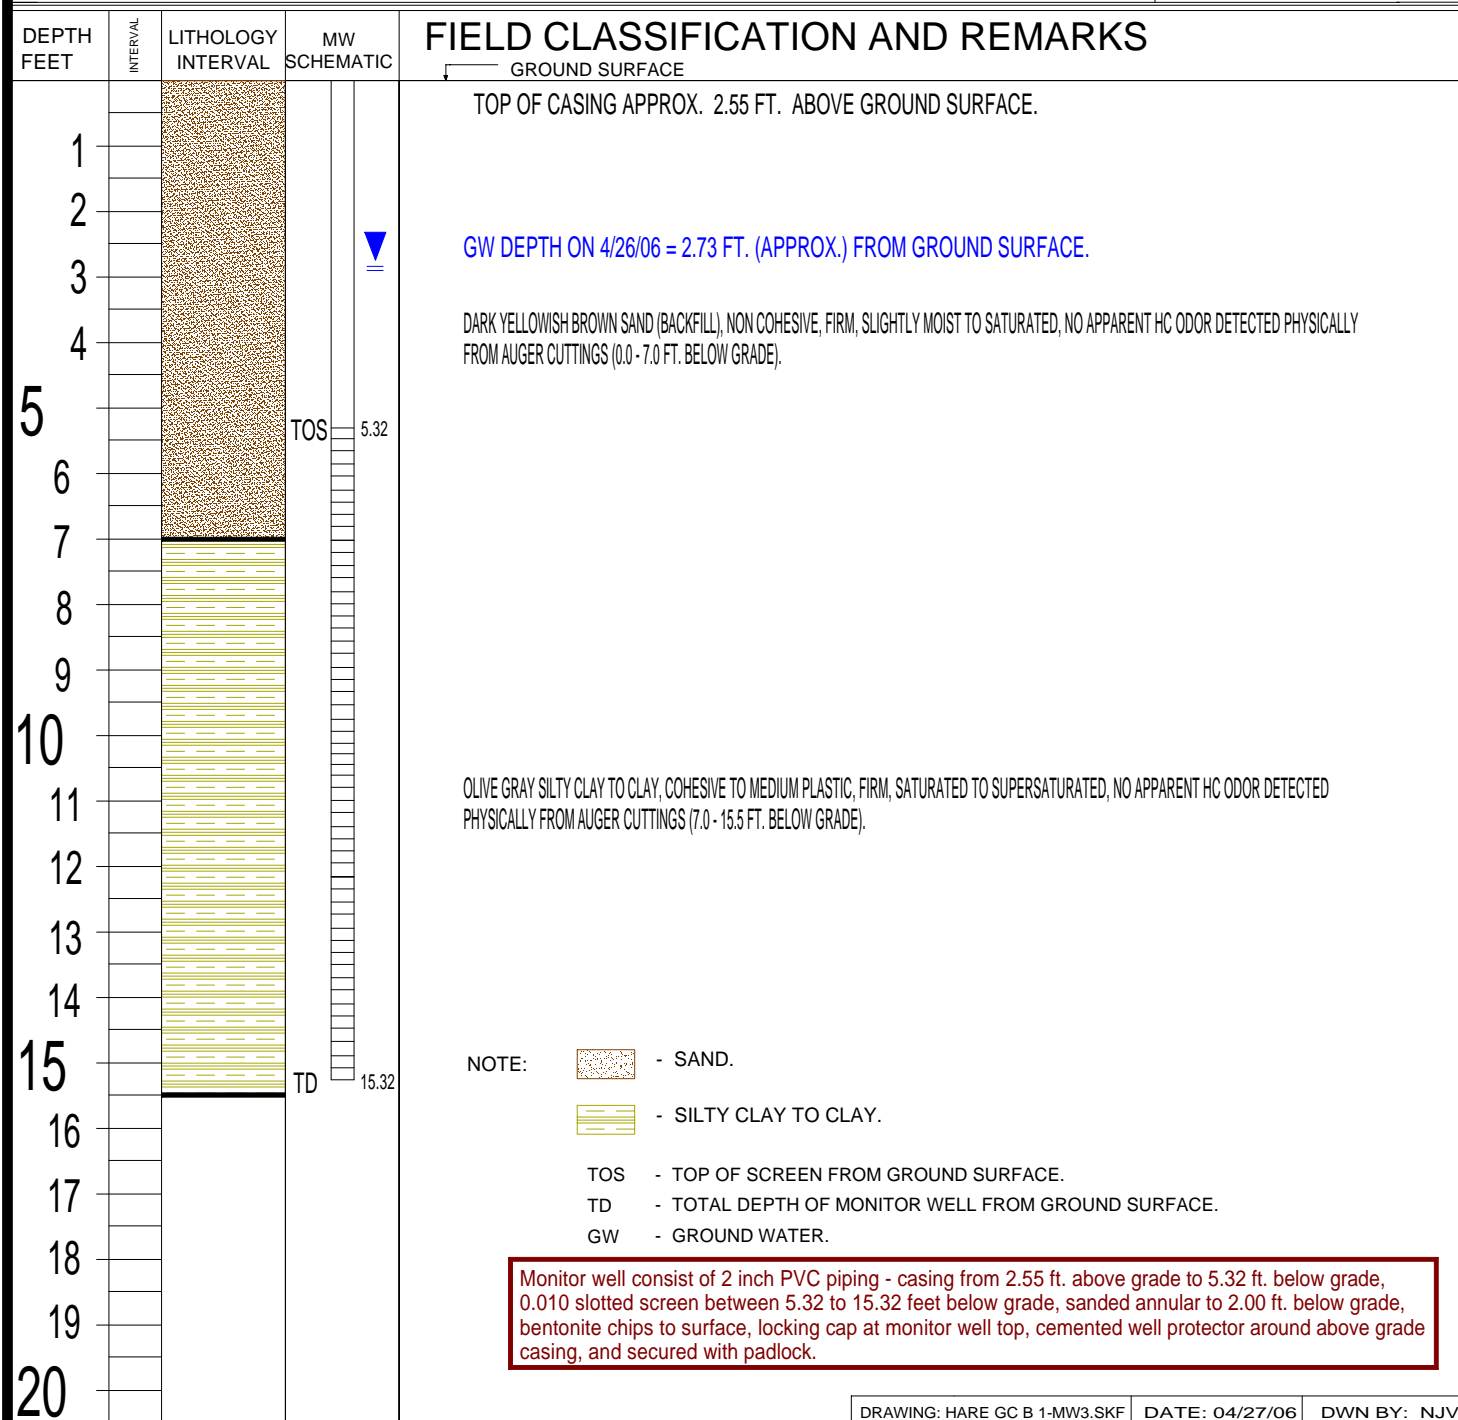 DEPTH FEET
INTERVAL
LITHOLOGY INTERVAL
MW SCHEMATIC
FIELD CLASSIFICATION AND REMARKS
GROUND SURFACE
TOP OF CASING APPROX. 2.55 FT. ABOVE GROUND SURFACE.
1
2
GW DEPTH ON 4/26/06 = 2.73 FT. (APPROX.) FROM GROUND SURFACE.
3
DARK YELLOWISH BROWN SAND (BACKFILL), NON COHESIVE, FIRM, SLIGHTLY MOIST TO SATURATED, NO APPARENT HC ODOR DETECTED PHYSICALLY
4
FROM AUGER CUTTINGS (0.0 - 7.0 FT. BELOW GRADE).
5
TOS 5.32
6
7
8
9
10
OLIVE GRAY SILTY CLAY TO CLAY, COHESIVE TO MEDIUM PLASTIC, FIRM, SATURATED TO SUPERSATURATED, NO APPARENT HC ODOR DETECTED
11
PHYSICALLY FROM AUGER CUTTINGS (7.0 - 15.5 FT. BELOW GRADE).
12
13
14
15
TD 15.32
NOTE: - SAND.
- SILTY CLAY TO CLAY.
16
TOS - TOP OF SCREEN FROM GROUND SURFACE.
17
TD - TOTAL DEPTH OF MONITOR WELL FROM GROUND SURFACE.
GW - GROUND WATER.
18
Monitor well consist of 2 inch PVC piping - casing from 2.55 ft. above grade to 5.32 ft. below grade,
0.010 slotted screen between 5.32 to 15.32 feet below grade, sanded annular to 2.00 ft. below grade,
19
bentonite chips to surface, locking cap at monitor well top, cemented well protector around above grade
casing, and secured with padlock.
20
DRAWING: HARE GC B 1-MW3.SKF DATE: 04/27/06 DWN BY: NJV